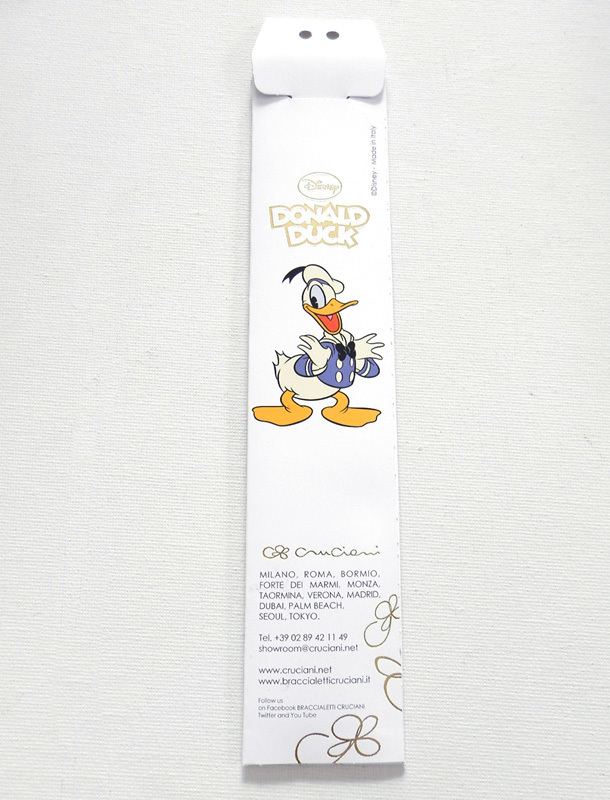 ©Disney - Made in Italy
Disney
DONALD
DUCK
Cruciani
MILANO, ROMA, BORMIO,
FORTE DEI MARMI, MONZA,
TAORMINA, VERONA, MADRID,
DUBAI, PALM BEACH,
SEOUL, TOKYO.
Tel. +39 02 89 42 11 49
showroom@cruciani.net
www.cruciani.net
www.braccialetticruciani.it
Follow us
on Facebook BRACCIALETTI CRUCIANI
Twitter and You Tube